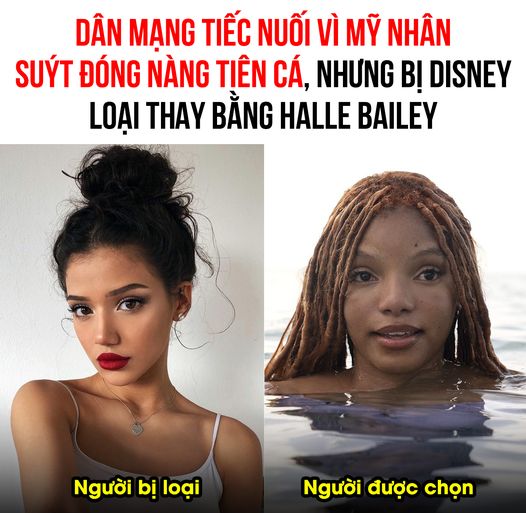 DÂN MẠNG TIẾC NUỐI VÌ MỸ NHÂN
SUÝT ĐÓNG NÀNG TIÊN CÁ, NHƯNG BỊ DISNEY
LOẠI THAY BẰNG HALLE BAILEY
Người bị loại
Người được chọn